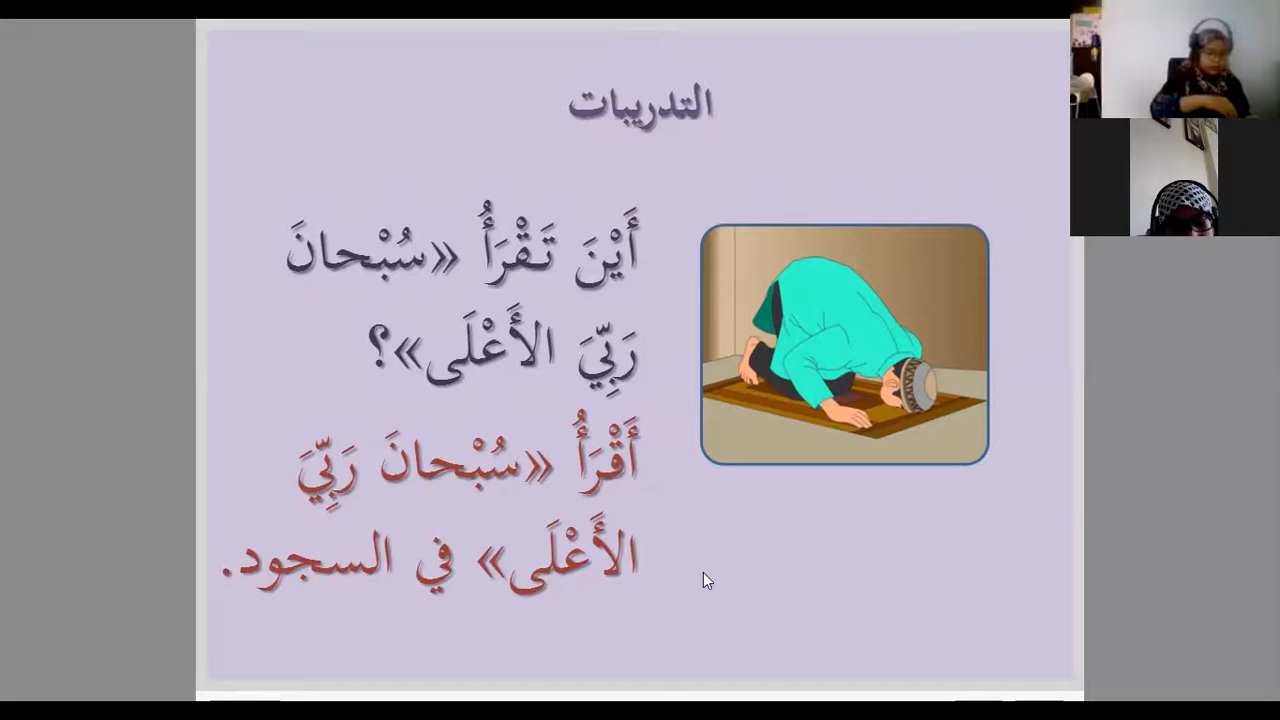 التدريبات
أَيْنَ تَقْرَأُ «سُبْحانَ
رَبِّيَ الأَعْلَى»؟
أَقْرَأُ «سُبْحانَ رَبِّيَ
الأَعْلَى» في السجود.